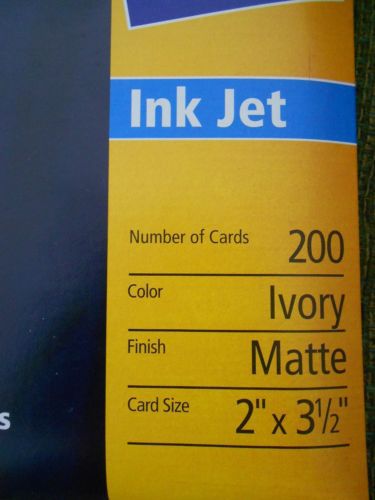 Ink Jet
Number of Cards 200
Color Ivory
Finish Matte
Card Size 2" x 3½"
s